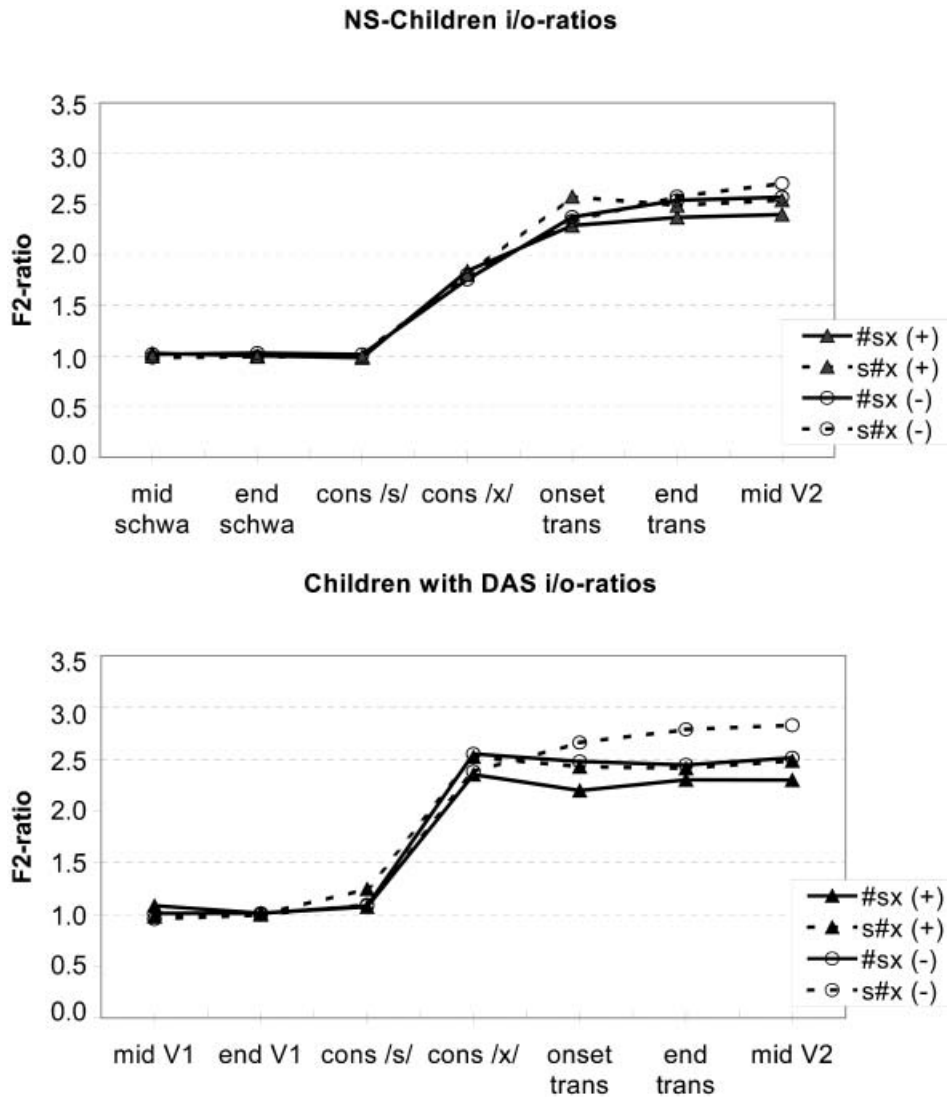 NS-Children i/o-ratios
3.5
3.0
2.5
2.0
1.5
1.0
0.5
0.0
F2-ratio
#sx (+)
s#x (+)
#sx (-)
s#x (-)
mid schwa
end schwa
cons /s/
cons /x/
onset trans
end trans
mid V2
Children with DAS i/o-ratios
3.5
3.0
2.5
2.0
1.5
1.0
0.5
0.0
F2-ratio
#sx (+)
s#x (+)
#sx (-)
s#x (-)
mid V1
end V1
cons /s/
cons /x/
onset trans
end trans
mid V2